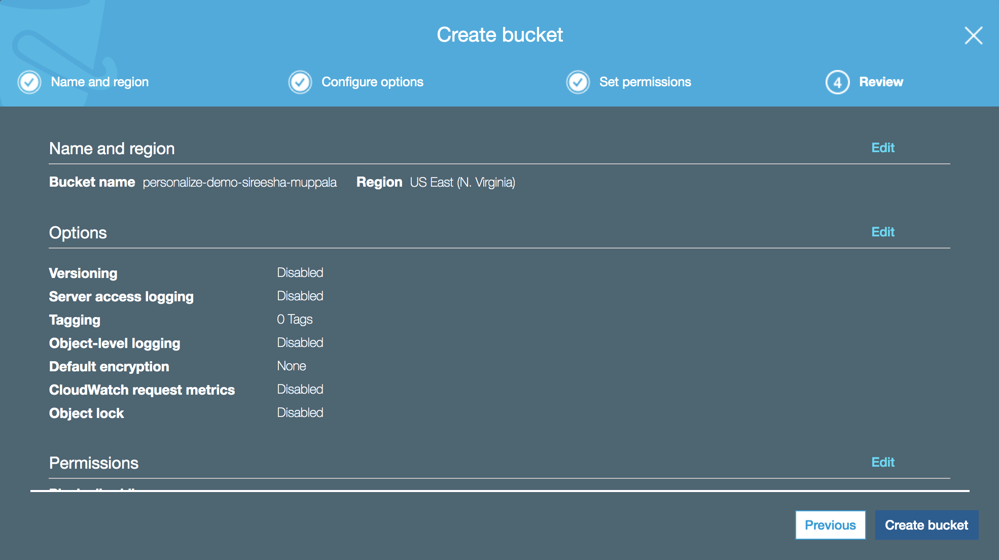 Create bucket
Name and region
Configure options
Set permissions
4 Review
Name and region Edit
Bucket name personalize-demo-sireesha-muppala Region US East (N. Virginia)
Options Edit
Versioning Disabled
Server access logging Disabled
Tagging 0 Tags
Object-level logging Disabled
Default encryption None
CloudWatch request metrics Disabled
Object lock Disabled
Permissions Edit
Previous Create bucket